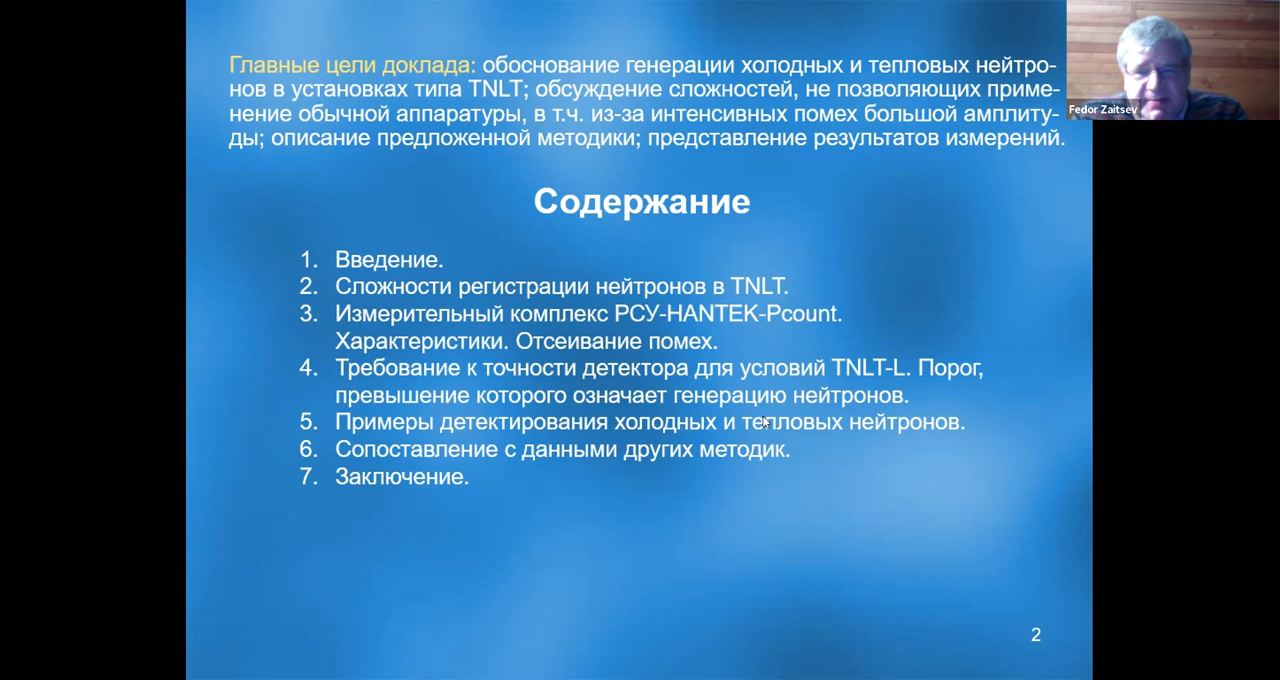 Главные цели доклада: обоснование генерации холодных и тепловых нейтро-
нов в установках типа TNLT; обсуждение сложностей, не позволяющих приме-
нение обычной аппаратуры, в т.ч. из-за интенсивных помех большой амплиту-
ды; описание предложенной методики; представление результатов измерений.
Fedor Zaitsev
Содержание
1. Введение.
2. Сложности регистрации нейтронов в TNLT.
3. Измерительный комплекс РСУ-HANTEK-Pcount.
Характеристики. Отсеивание помех.
4. Требование к точности детектора для условий TNLT-L. Порог,
превышение которого означает генерацию нейтронов.
5. Примеры детектирования холодных и тепловых нейтронов.
6. Сопоставление с данными других методик.
7. Заключение.
2